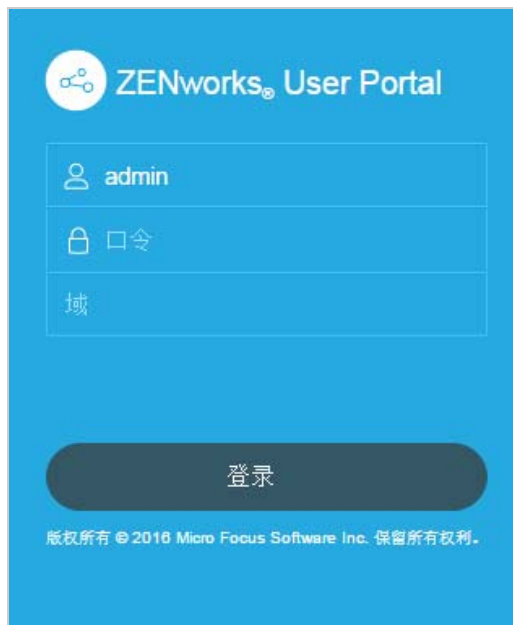 ZENworks® User Portal
admin
口令
域
登录
版权所有 © 2016 Micro Focus Software Inc. 保留所有权利。